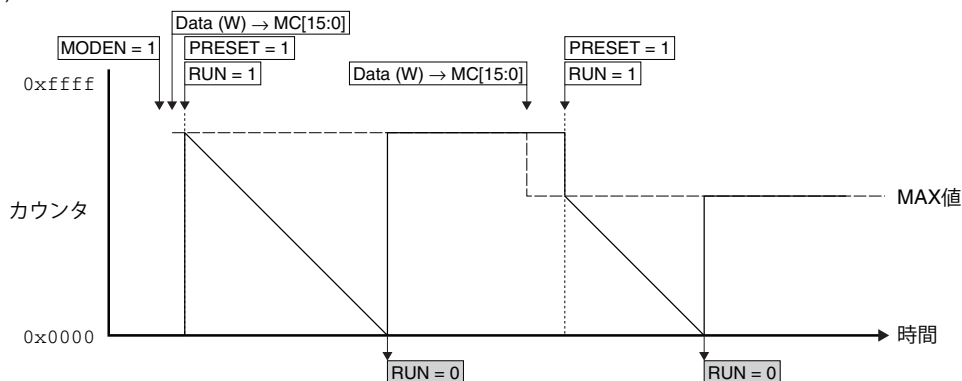 Data (W) → MC[15:0]
MODEN = 1
PRESET = 1
RUN = 1
PRESET = 1
RUN = 1
Data (W) → MC[15:0]
0xffff
カウンタ
MAX値
0x0000
時間
RUN = 0
RUN = 0